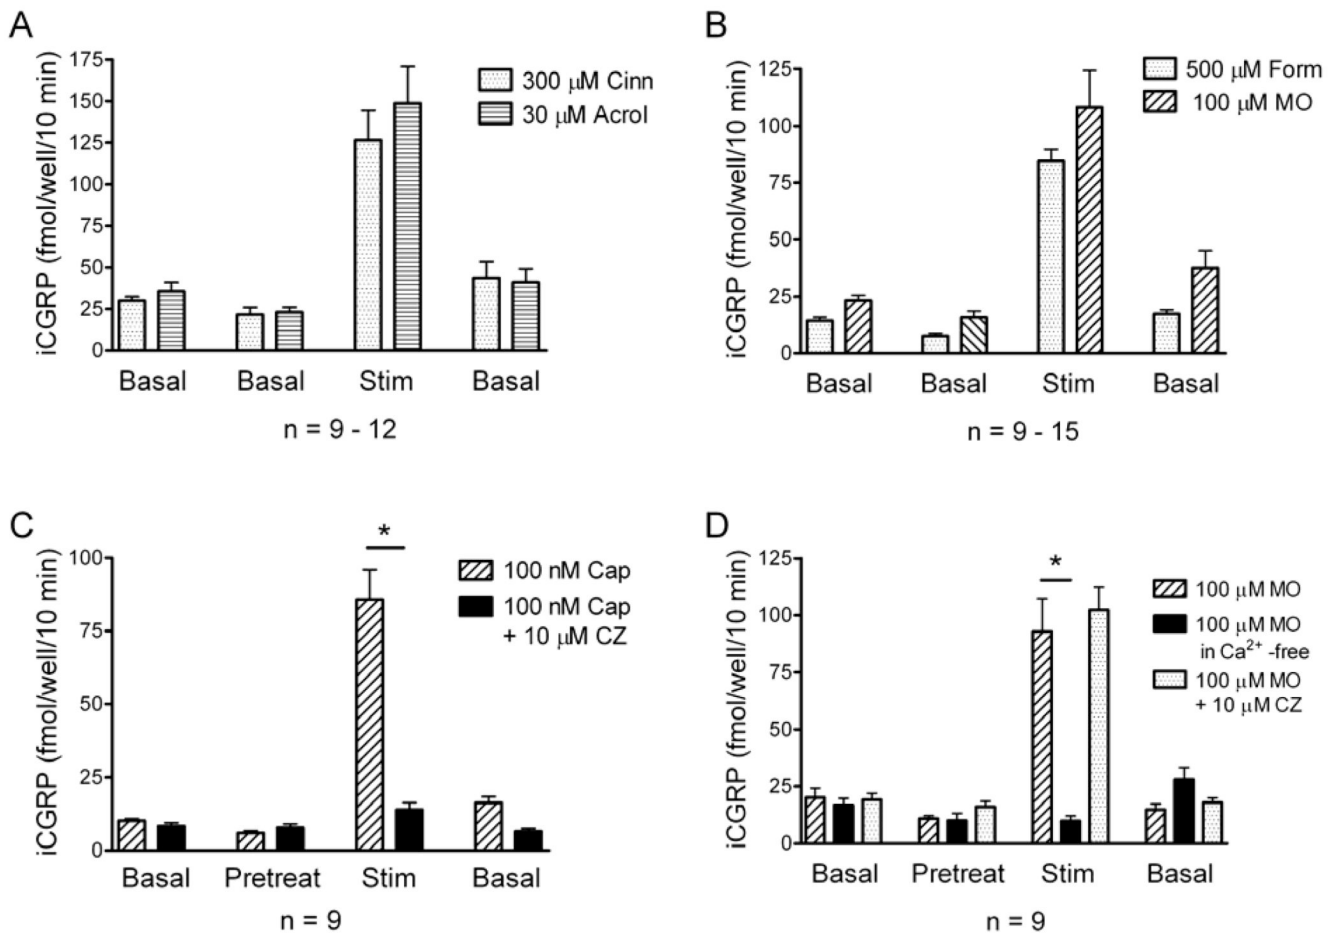 A
iCGRP (fmol/well/10 min)
175
150
125
100
75
50
25
0
300 μM Cinn
30 μM Acrol
Basal Basal Stim Basal
n = 9 - 12
B
iCGRP (fmol/well/10 min)
125
100
75
50
25
0
500 μM Form
100 μM MO
Basal Basal Stim Basal
n = 9 - 15
C
iCGRP (fmol/well/10 min)
100
75
50
25
0
*
100 nM Cap
100 nM Cap
+ 10 μM CZ
Basal Pretreat Stim Basal
n = 9
D
iCGRP (fmol/well/10 min)
125
100
75
50
25
0
*
100 μM MO
100 μM MO
in Ca²⁺ -free
100 μM MO
+ 10 μM CZ
Basal Pretreat Stim Basal
n = 9